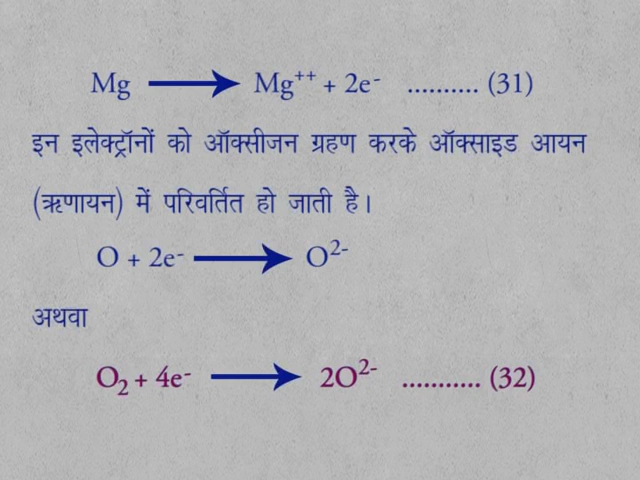 Mg ⟶ Mg⁺⁺ + 2e⁻ .......... (31)
इन इलेक्ट्रॉनों को ऑक्सीजन ग्रहण करके ऑक्साइड आयन
(ऋणायन) में परिवर्तित हो जाती है।
O + 2e⁻ ⟶ O²⁻
अथवा
O₂ + 4e⁻ ⟶ 2O²⁻ ........... (32)